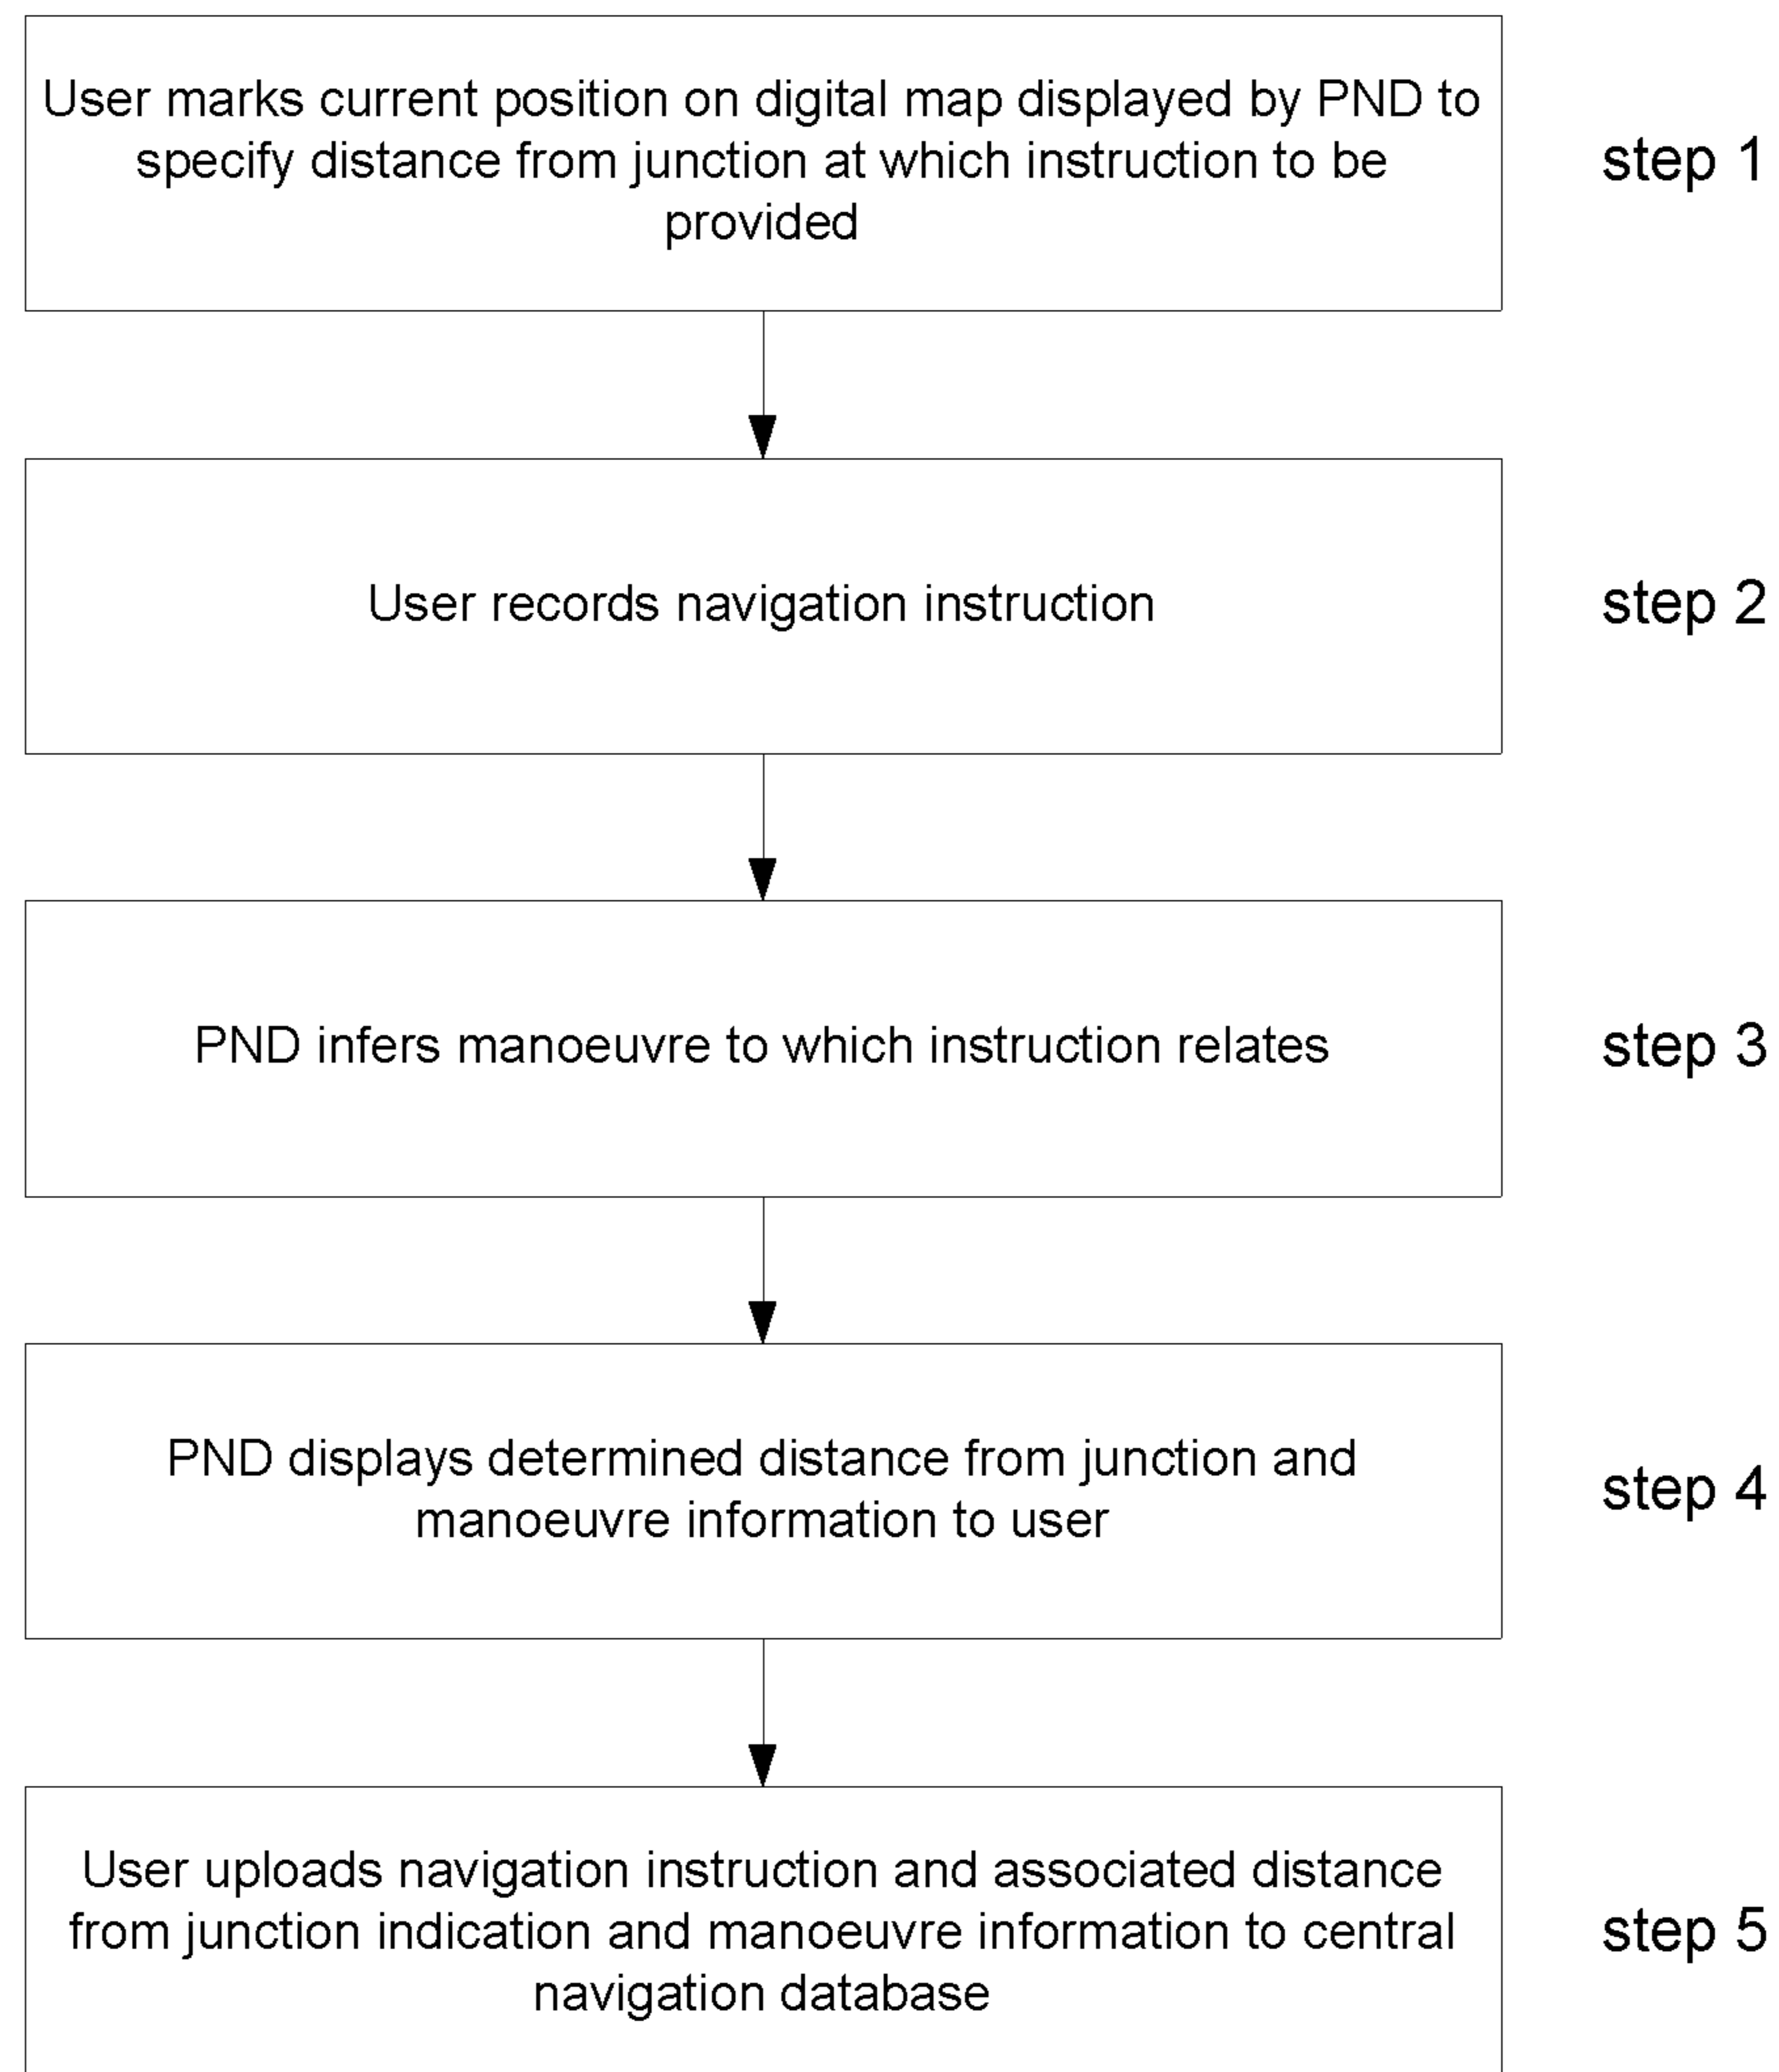 User marks current position on digital map displayed by PND to
specify distance from junction at which instruction to be
provided
step 1
User records navigation instruction
step 2
PND infers manoeuvre to which instruction relates
step 3
PND displays determined distance from junction and
manoeuvre information to user
step 4
User uploads navigation instruction and associated distance
from junction indication and manoeuvre information to central
navigation database
step 5